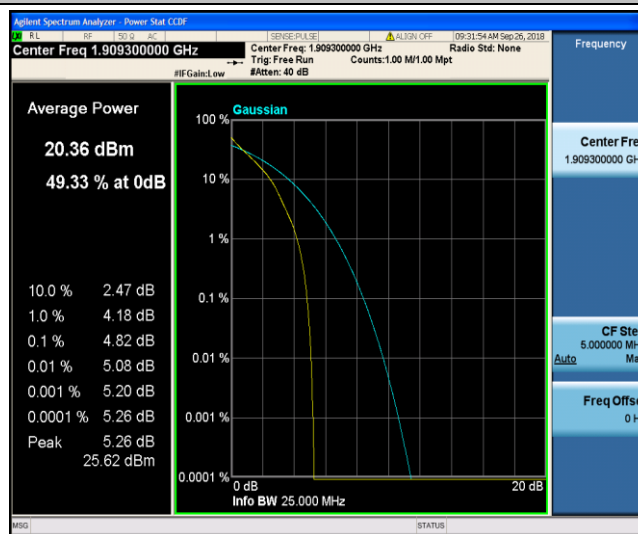 Agilent Spectrum Analyzer - Power Stat CCDF
RL RF 50 Ω AC SENSE:PULSE ALIGN OFF 09:31:54 AM Sep 26, 2018
Center Freq 1.909300000 GHz
Center Freq: 1.909300000 GHz Radio Std: None
Trig: Free Run Counts:1.00 M/1.00 Mpt
#IFGain:Low #Atten: 40 dB
Frequency
Average Power
20.36 dBm
49.33 % at 0dB
10.0 % 2.47 dB
1.0 % 4.18 dB
0.1 % 4.82 dB
0.01 % 5.08 dB
0.001 % 5.20 dB
0.0001 % 5.26 dB
Peak 5.26 dB
25.62 dBm
Gaussian
100 %
10 %
1 %
0.1 %
0.01 %
0.001 %
0.0001 %
0 dB 20 dB
Info BW 25.000 MHz
Center Fre
1.909300000 GH
CF Ste
5.000000 MH
Auto Ma
Freq Offse
0 H
MSG STATUS